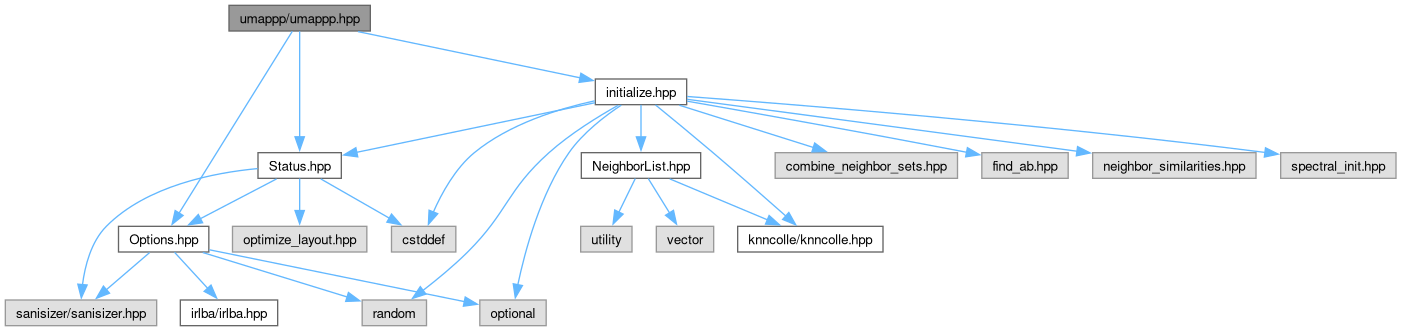 umappp/umappp.hpp
initialize.hpp
Status.hpp
NeighborList.hpp
combine_neighbor_sets.hpp
find_ab.hpp
neighbor_similarities.hpp
spectral_init.hpp
Options.hpp
optimize_layout.hpp
cstddef
utility
vector
knncolle/knncolle.hpp
sanisizer/sanisizer.hpp
irlba/irlba.hpp
random
optional